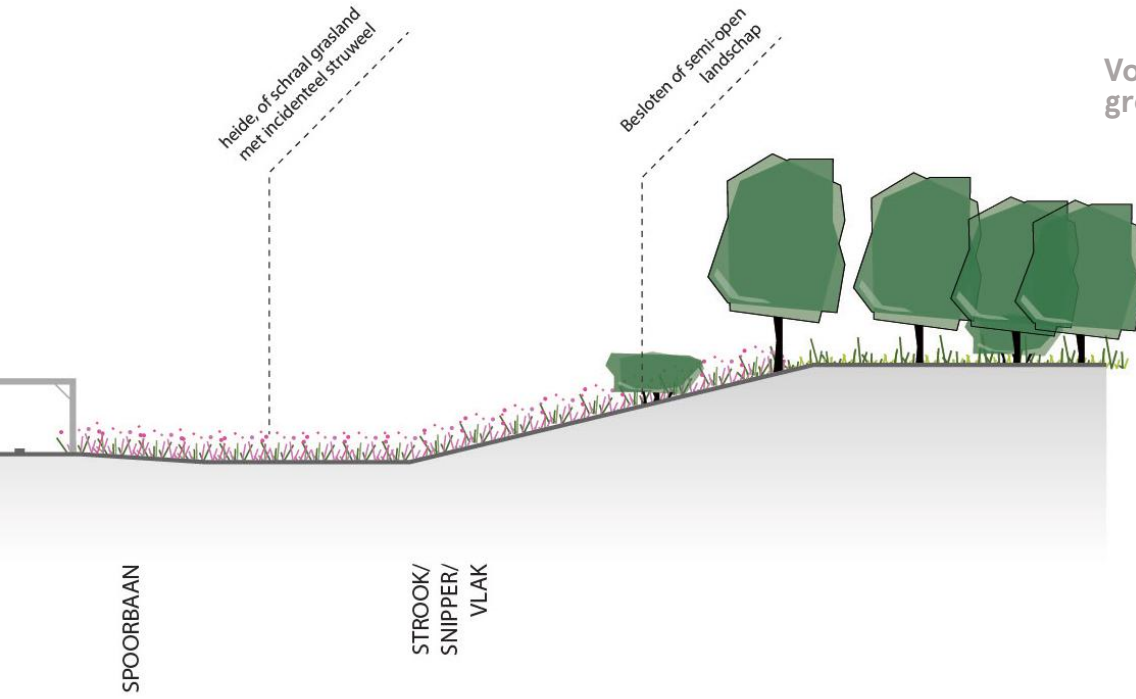 heide, of schraal grasland
met incidenteel struweel
Besloten of semi-open
landschap
SPOORBAAN
STROOK/
SNIPPER/
VLAK